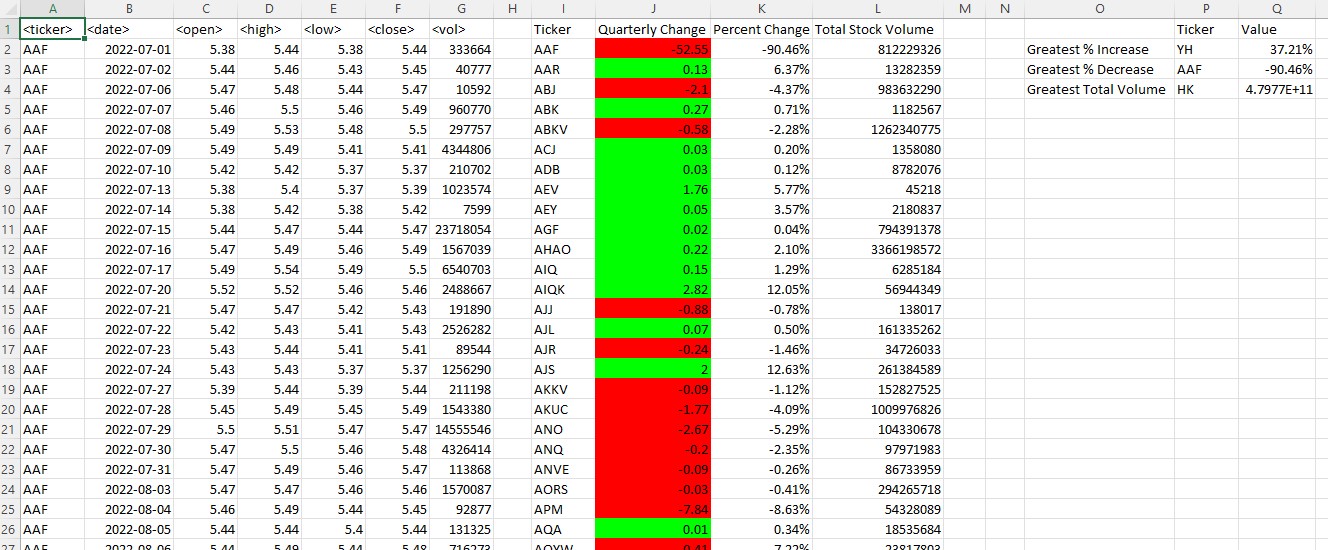 A B C D E F G H I J K L M N O P Q
1 <ticker> <date> <open> <high> <low> <close> <vol> Ticker Quarterly Change Percent Change Total Stock Volume Ticker Value
2 AAF 2022-07-01 5.38 5.44 5.38 5.44 333664 AAF -52.55 -90.46% 812229326 Greatest % Increase YH 37.21%
3 AAF 2022-07-02 5.44 5.46 5.43 5.45 40777 AAR 0.13 6.37% 13282359 Greatest % Decrease AAF -90.46%
4 AAF 2022-07-06 5.47 5.48 5.44 5.47 10592 ABJ -2.1 -4.37% 983632290 Greatest Total Volume HK 4.7977E+11
5 AAF 2022-07-07 5.46 5.5 5.46 5.49 960770 ABK 0.27 0.71% 1182567
6 AAF 2022-07-08 5.49 5.53 5.48 5.5 297757 ABKV -0.58 -2.28% 1262340775
7 AAF 2022-07-09 5.49 5.49 5.41 5.41 4344806 ACJ 0.03 0.20% 1358080
8 AAF 2022-07-10 5.42 5.42 5.37 5.37 210702 ADB 0.03 0.12% 8782076
9 AAF 2022-07-13 5.38 5.4 5.37 5.39 1023574 AEV 1.76 5.77% 45218
10 AAF 2022-07-14 5.38 5.42 5.38 5.42 7599 AEY 0.05 3.57% 2180837
11 AAF 2022-07-15 5.44 5.47 5.44 5.47 23718054 AGF 0.02 0.04% 794391378
12 AAF 2022-07-16 5.47 5.49 5.46 5.49 1567039 AHAO 0.22 2.10% 3366198572
13 AAF 2022-07-17 5.49 5.54 5.49 5.5 6540703 AIQ 0.15 1.29% 6285184
14 AAF 2022-07-20 5.52 5.52 5.46 5.46 2488667 AIQK 2.82 12.05% 56944349
15 AAF 2022-07-21 5.47 5.47 5.42 5.43 191890 AJJ -0.88 -0.78% 138017
16 AAF 2022-07-22 5.42 5.43 5.41 5.43 2526282 AJL 0.07 0.50% 161335262
17 AAF 2022-07-23 5.43 5.44 5.41 5.41 89544 AJR -0.24 -1.46% 34726033
18 AAF 2022-07-24 5.43 5.43 5.37 5.37 1256290 AJS 2 12.63% 261384589
19 AAF 2022-07-27 5.39 5.44 5.39 5.44 211198 AKKV -0.09 -1.12% 152827525
20 AAF 2022-07-28 5.45 5.49 5.45 5.49 1543380 AKUC -1.77 -4.09% 1009976826
21 AAF 2022-07-29 5.5 5.51 5.47 5.47 14555546 ANO -2.67 -5.29% 104330678
22 AAF 2022-07-30 5.47 5.5 5.46 5.48 4326414 ANQ -0.2 -2.35% 97971983
23 AAF 2022-07-31 5.47 5.49 5.46 5.47 113868 ANVE -0.09 -0.26% 86733959
24 AAF 2022-08-03 5.47 5.47 5.46 5.46 1570087 AORS -0.03 -0.41% 294265718
25 AAF 2022-08-04 5.46 5.49 5.44 5.45 92877 APM -7.84 -8.63% 54328089
26 AAF 2022-08-05 5.44 5.44 5.4 5.44 131325 AQA 0.01 0.34% 18535684
27 AAF 2022-08-06 5.44 5.49 5.44 5.48 716273